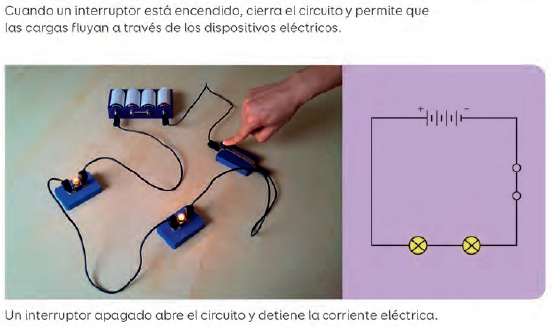 Cuando un interruptor está encendido, cierra el circuito y permite que
las cargas fluyan a través de los dispositivos eléctricos.
+ −
Un interruptor apagado abre el circuito y detiene la corriente eléctrica.